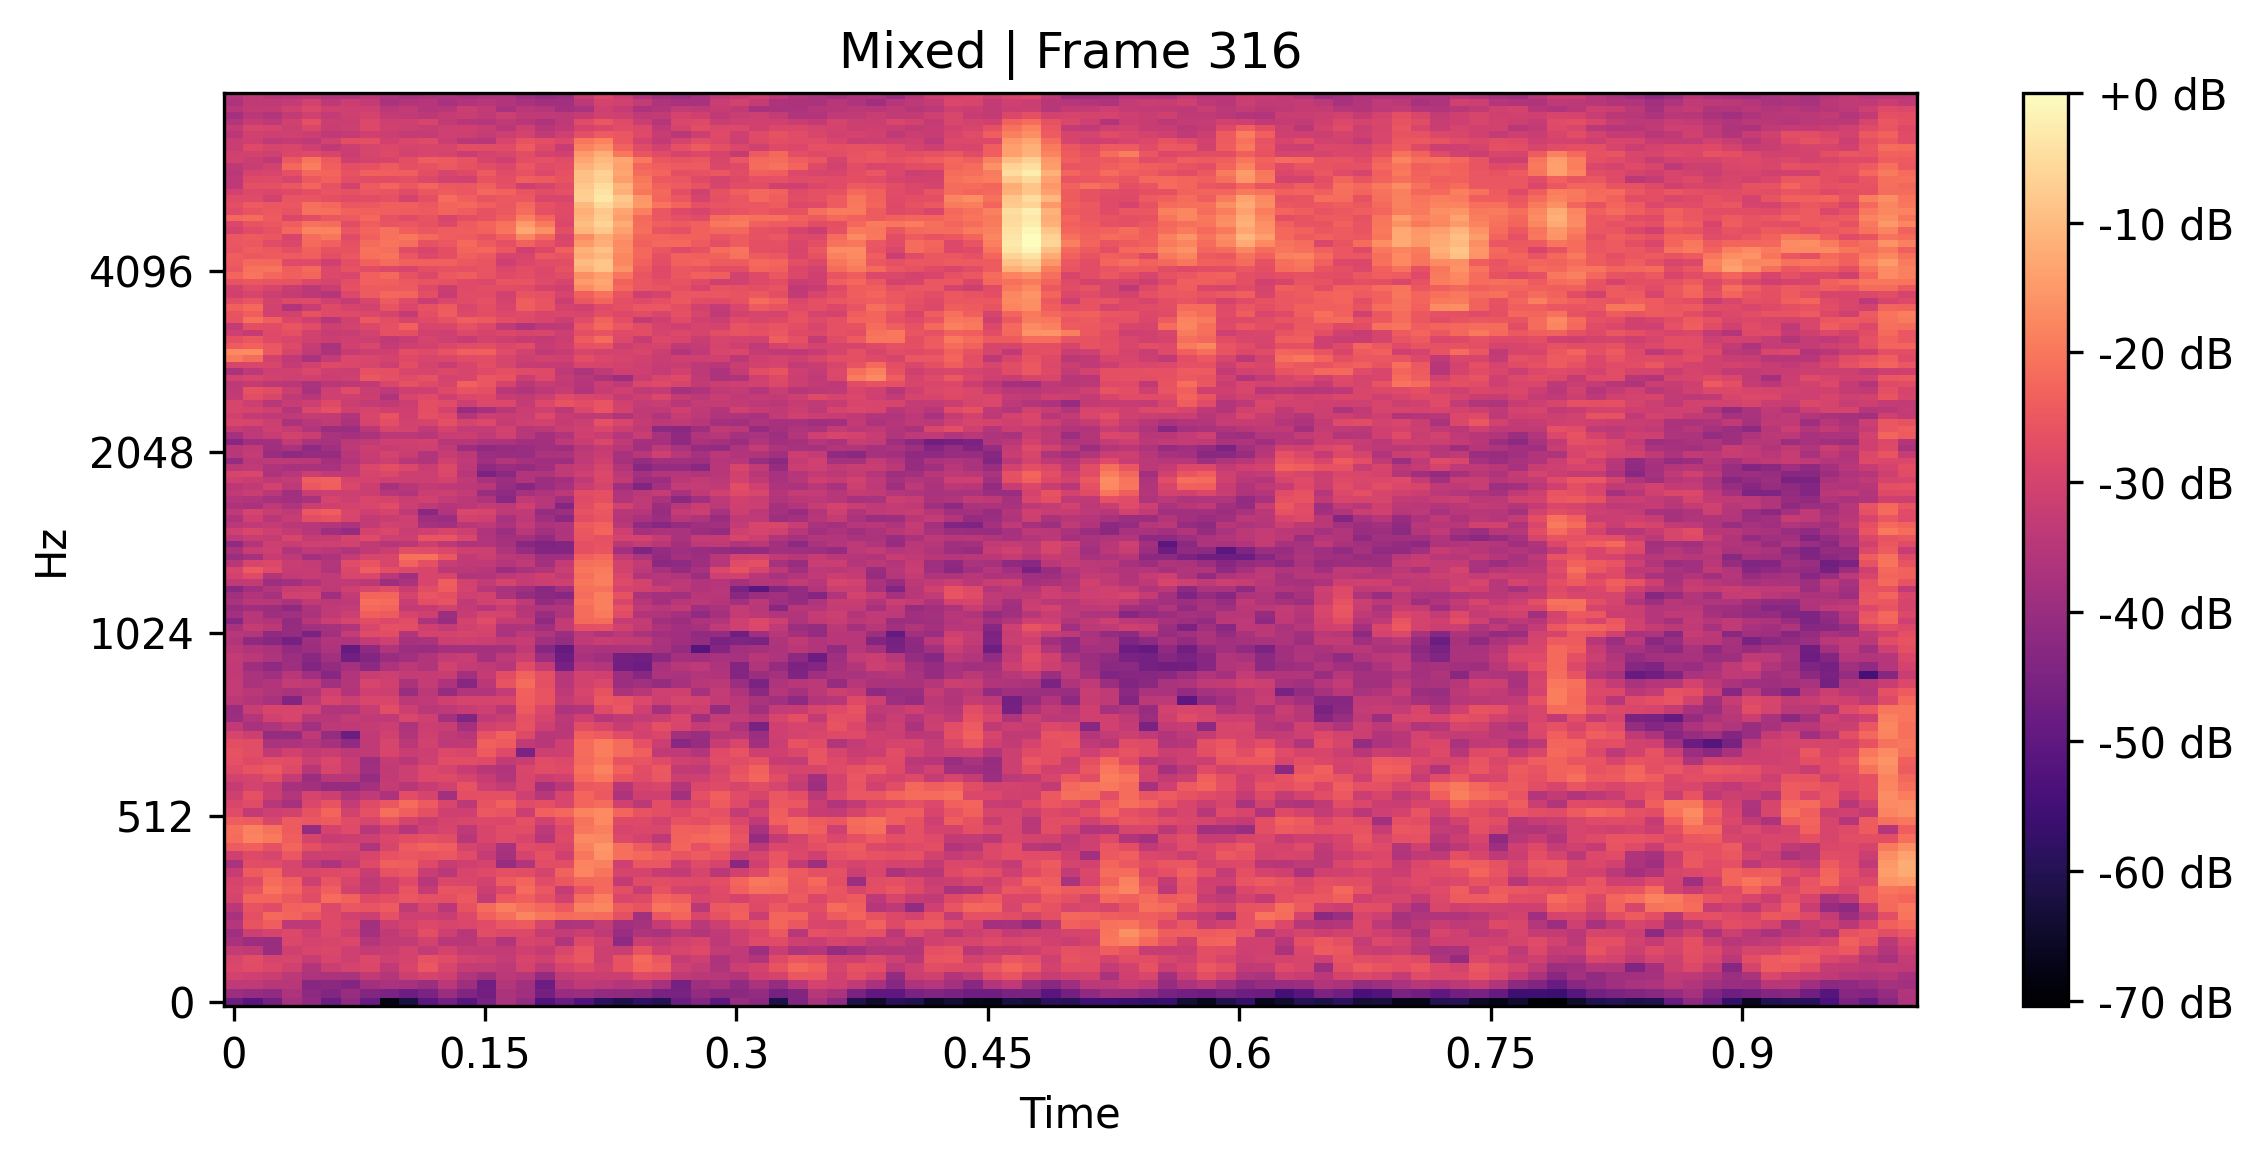 Mixed | Frame 316
+0 dB
-10 dB
-20 dB
-30 dB
-40 dB
-50 dB
-60 dB
-70 dB
Hz
4096
2048
1024
512
0
0 0.15 0.3 0.45 0.6 0.75 0.9
Time